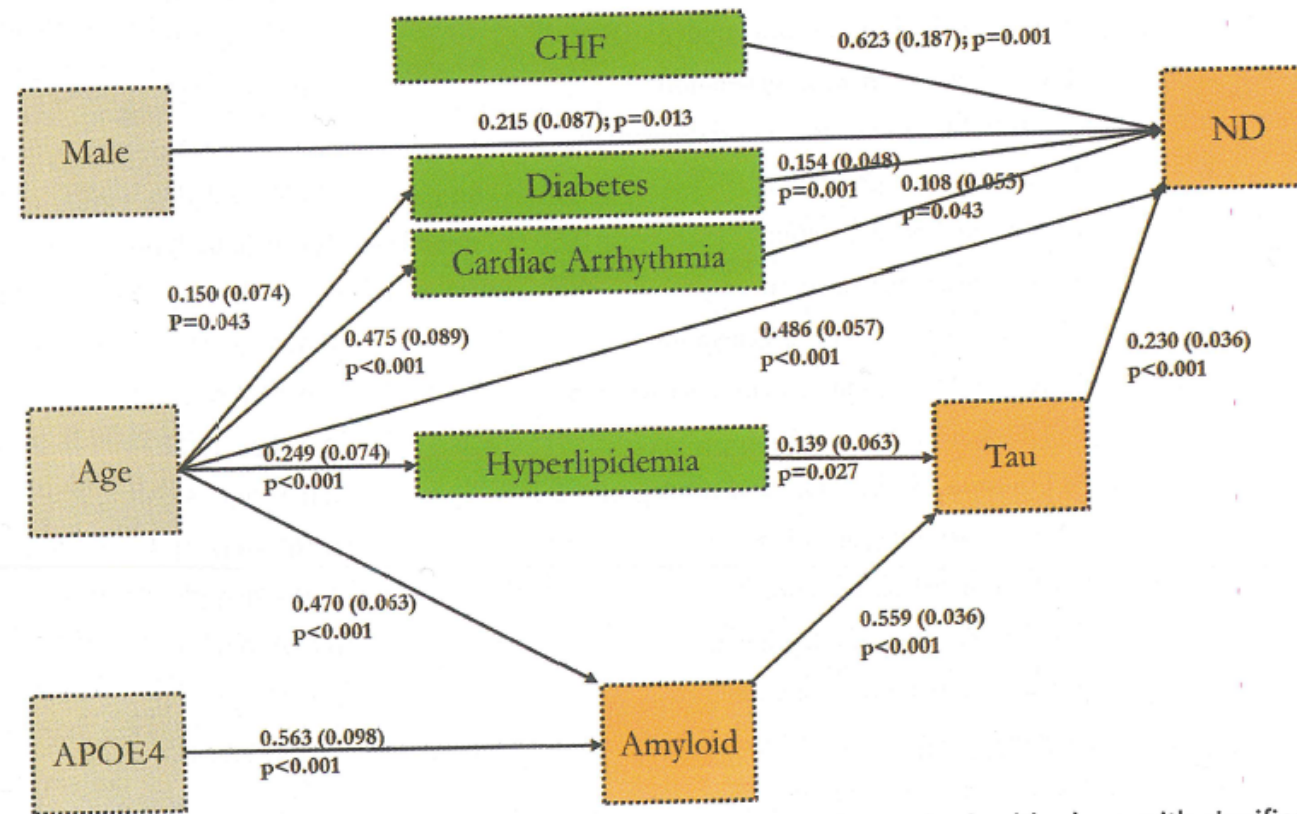 CHF
0.623 (0.187); p=0.001
ND
Male
0.215 (0.087); p=0.013
Diabetes
0.154 (0.048)
p=0.001
0.108 (0.053)
p=0.043
Cardiac Arrhythmia
0.150 (0.074)
P=0.043
0.475 (0.089)
p<0.001
0.486 (0.057)
p<0.001
0.230 (0.036)
p<0.001
Age
0.249 (0.074)
p<0.001
Hyperlipidemia
0.139 (0.063)
p=0.027
Tau
0.470 (0.063)
p<0.001
0.559 (0.036)
p<0.001
APOE4
0.563 (0.098)
p<0.001
Amyloid